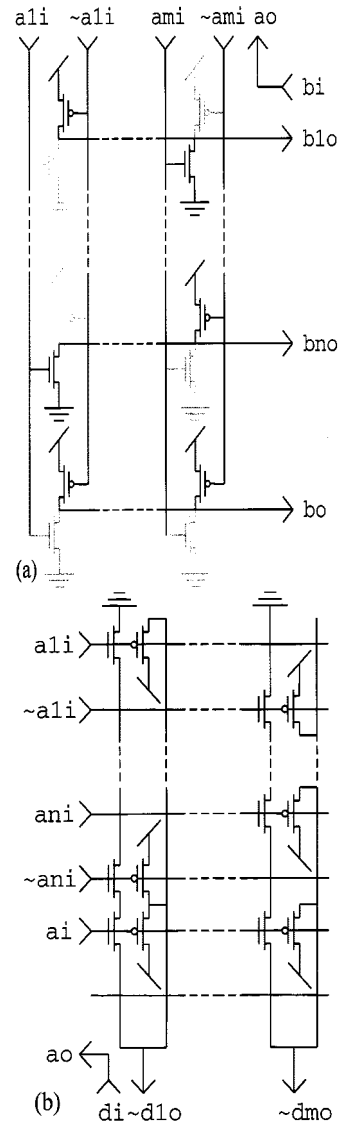 a1i ~a1i ami ~ami ao
bi
b1o
bno
bo
(a)
a1i
~a1i
ani
~ani
ai
ao
(b) di ~d1o ~dmo